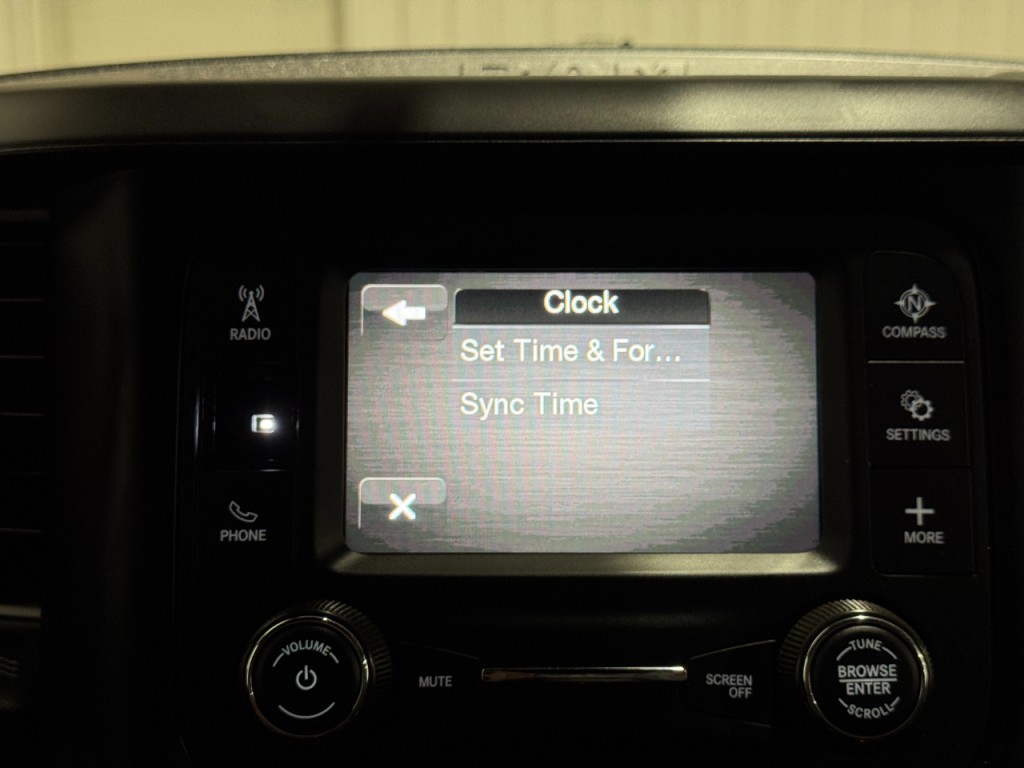 RADIO
PHONE
Clock
Set Time & For...
Sync Time
N
COMPASS
SETTINGS
MORE
VOLUME
MUTE
SCREEN
OFF
TUNE
BROWSE
ENTER
SCROLL